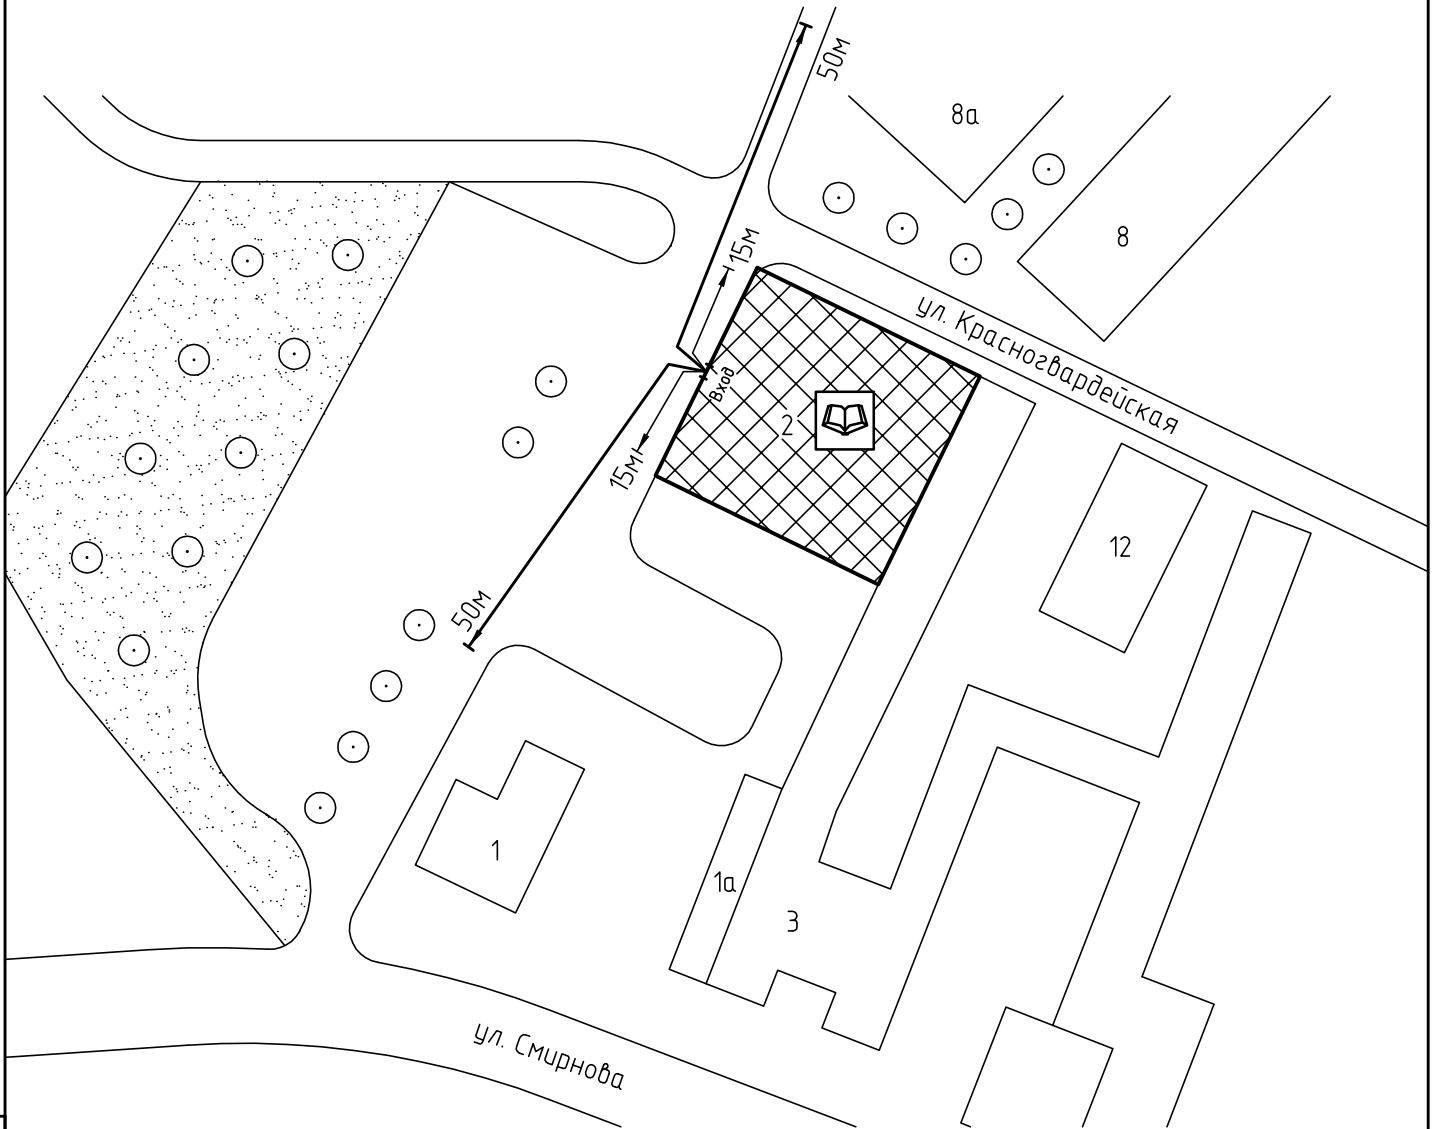 50м
8а
8
15м
ул. Красногвардейская
Вход
2
15м
12
50м
1
1а
3
ул. Смирнова